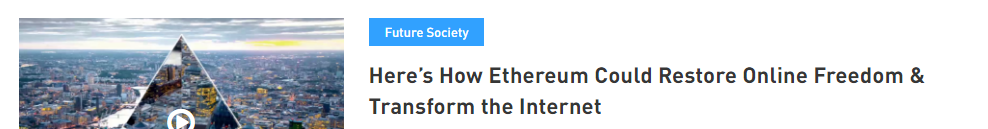 Future Society
Here's How Ethereum Could Restore Online Freedom &
Transform the Internet